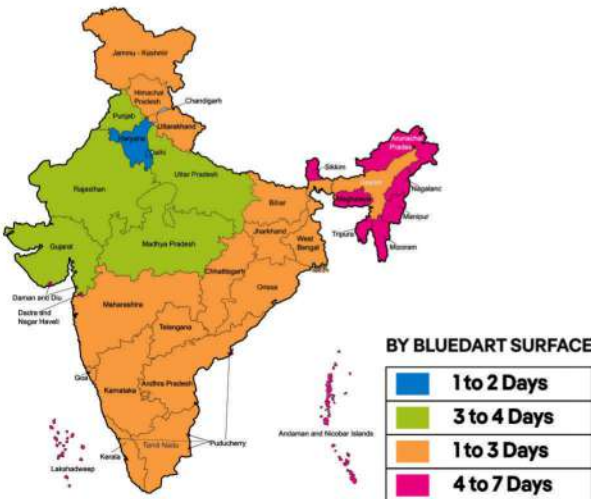 Jammu - Kashmir
Himachal
Pradesh
Chandigarh
Punjab
Uttarakhand
Haryana
Delhi
Arunachal
Prades
Sikkim
Uttar Pradesh
Rajasthan
Assam
Nagalanc
Meghalaya
Bihar
Manipur
Jharkhand
Tripura
West
Bengal
Mizoram
Gujarat
Madhya Pradesh
Chhattisgarh
Orissa
Daman and Diu
Dadra and
Nagar Haveli
Maharashtra
Telangana
BY BLUEDART SURFACE
1 to 2 Days
3 to 4 Days
1 to 3 Days
4 to 7 Days
Goa
Karnataka
Andhra Pradesh
Andaman and Nicobar Islands
Tamil Nadu
Puducherry
Lakshadweep
Kerala